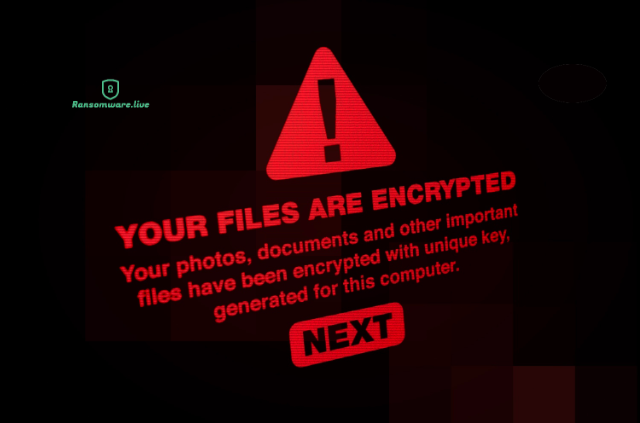 Ransomware.live
YOUR FILES ARE ENCRYPTED
Your photos, documents and other important
files have been encrypted with unique key,
generated for this computer.
NEXT